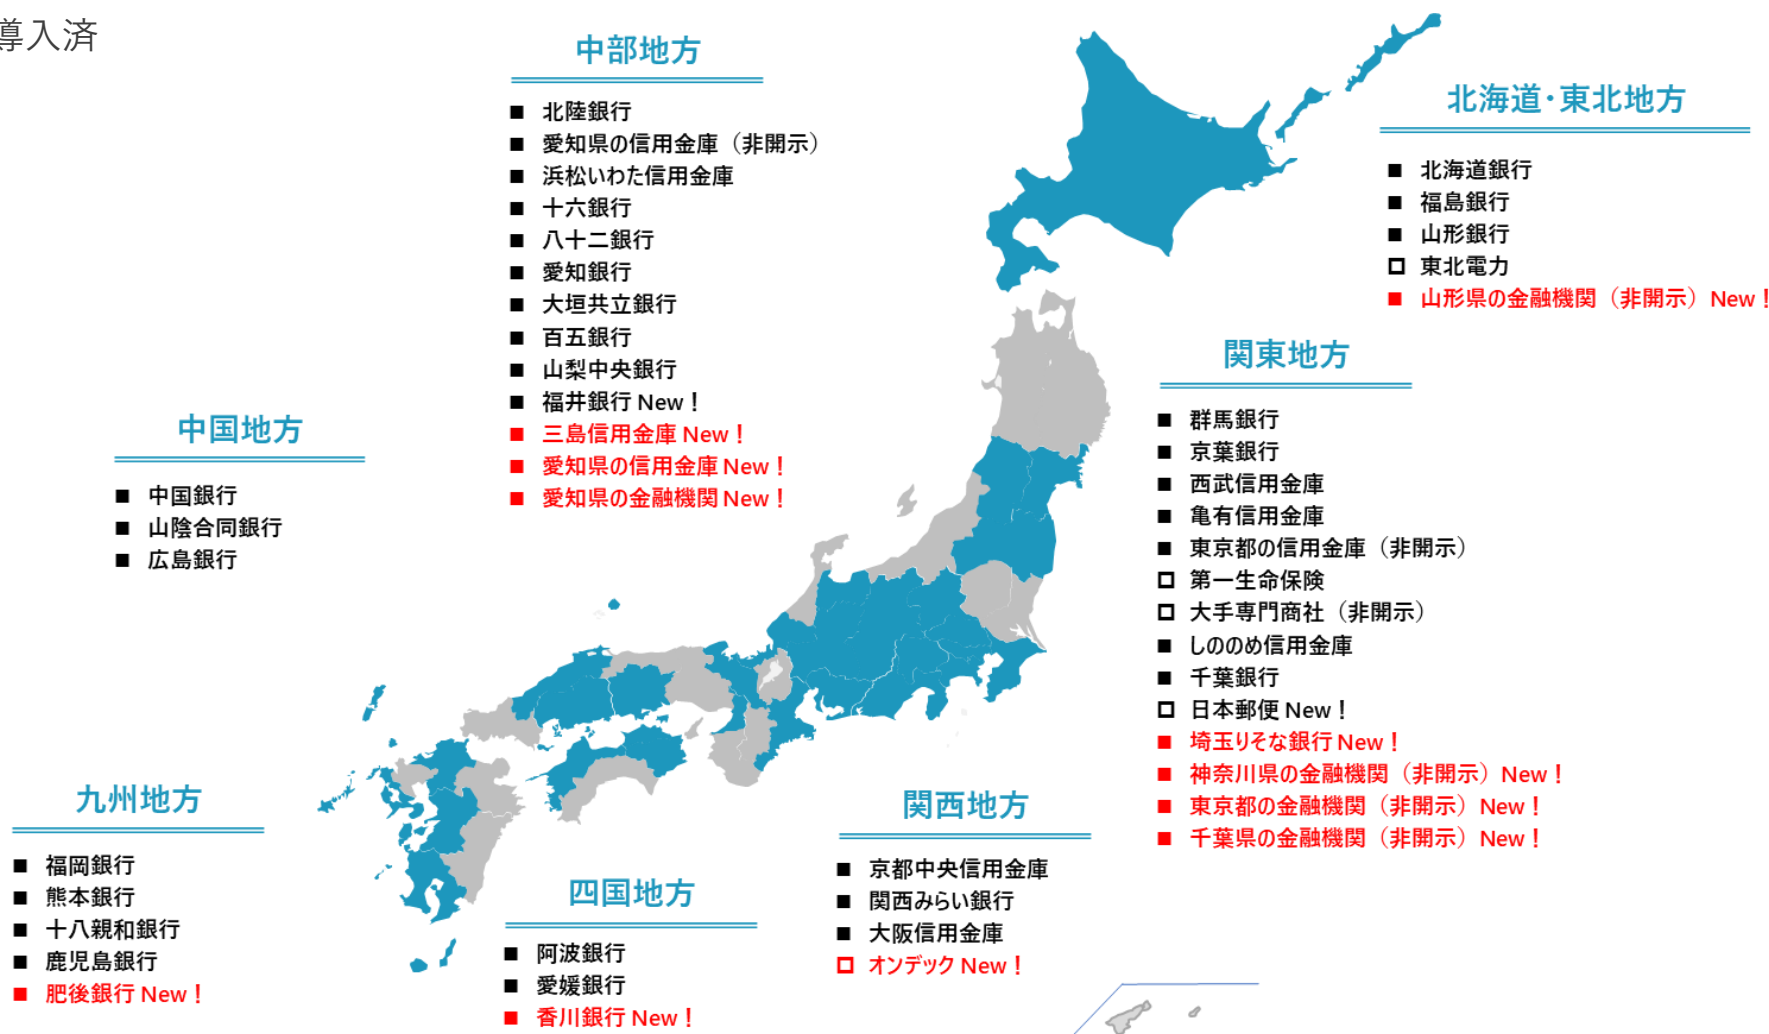 導入済
中部地方
北陸銀行
愛知県の信用金庫（非開示）
浜松いわた信用金庫
十六銀行
八十二銀行
愛知銀行
大垣共立銀行
百五銀行
山梨中央銀行
福井銀行 New！
三島信用金庫 New！
愛知県の信用金庫 New！
愛知県の金融機関 New！
北海道・東北地方
北海道銀行
福島銀行
山形銀行
東北電力
山形県の金融機関（非開示）New！
関東地方
群馬銀行
京葉銀行
西武信用金庫
亀有信用金庫
東京都の信用金庫（非開示）
第一生命保険
大手専門商社（非開示）
しののめ信用金庫
千葉銀行
日本郵便 New！
埼玉りそな銀行 New！
神奈川県の金融機関（非開示）New！
東京都の金融機関（非開示）New！
千葉県の金融機関（非開示）New！
中国地方
中国銀行
山陰合同銀行
広島銀行
九州地方
福岡銀行
熊本銀行
十八親和銀行
鹿児島銀行
肥後銀行 New！
四国地方
阿波銀行
愛媛銀行
香川銀行 New！
関西地方
京都中央信用金庫
関西みらい銀行
大阪信用金庫
オンデック New！